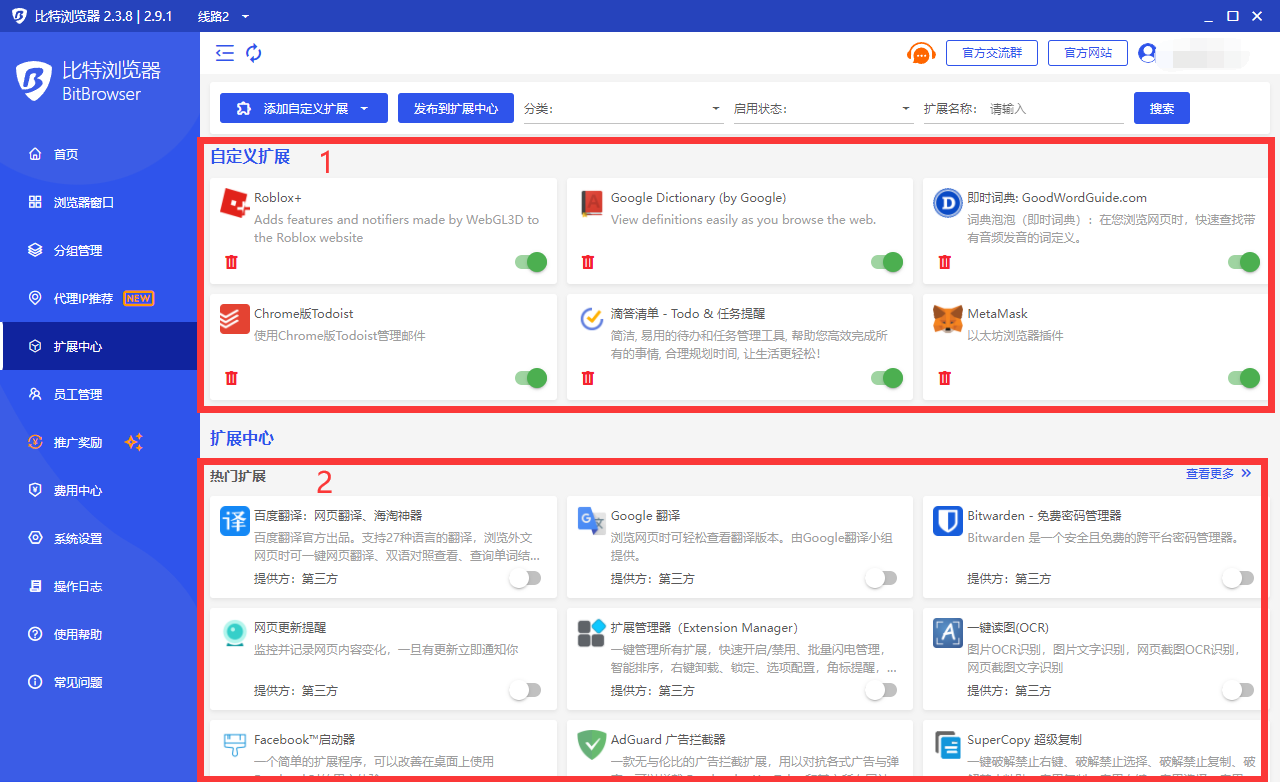 比特浏览器 2.3.8 | 2.9.1 线路2
比特浏览器
BitBrowser
首页
浏览器窗口
分组管理
代理IP推荐 NEW
扩展中心
员工管理
推广奖励
费用中心
系统设置
操作日志
使用帮助
常见问题
官方交流群 官方网站
添加自定义扩展 发布到扩展中心 分类: 启用状态: 扩展名称: 请输入 搜索
自定义扩展 1
Roblox+
Adds features and notifiers made by WebGL3D to
the Roblox website
Google Dictionary (by Google)
View definitions easily as you browse the web.
即时词典: GoodWordGuide.com
词典泡泡（即时词典）：在您浏览网页时，快速查找带
有音频发音的词定义。
Chrome版Todoist
使用Chrome版Todoist管理邮件
滴答清单 - Todo & 任务提醒
简洁, 易用的待办和任务管理工具, 帮助您高效完成所
有的事情, 合理规划时间, 让生活更轻松!
MetaMask
以太坊浏览器插件
扩展中心
热门扩展 2 查看更多
百度翻译：网页翻译、海淘神器
百度翻译官方出品。支持27种语言的翻译，浏览外文
网页时可一键网页翻译、双语对照查看、查询单词结...
提供方：第三方
Google 翻译
浏览网页时可轻松查看翻译版本。由Google翻译小组
提供。
提供方：第三方
Bitwarden - 免费密码管理器
Bitwarden 是一个安全且免费的跨平台密码管理器。
提供方：第三方
网页更新提醒
监控并记录网页内容变化，一旦有更新立即通知你
提供方：第三方
扩展管理器（Extension Manager）
一键管理所有扩展，快速开启/禁用、批量闪电管理，
智能排序，右键卸载、锁定、选项配置，角标提醒，...
提供方：第三方
一键读图(OCR)
图片OCR识别，图片文字识别，网页截图OCR识别，
网页截图文字识别
提供方：第三方
Facebook™启动器
一个简单的扩展程序，可以改善在桌面上使用
AdGuard 广告拦截器
一款无与伦比的广告拦截扩展，用以对抗各式广告与弹
SuperCopy 超级复制
一键破解禁止右键、破解禁止选择、破解禁止复制、破